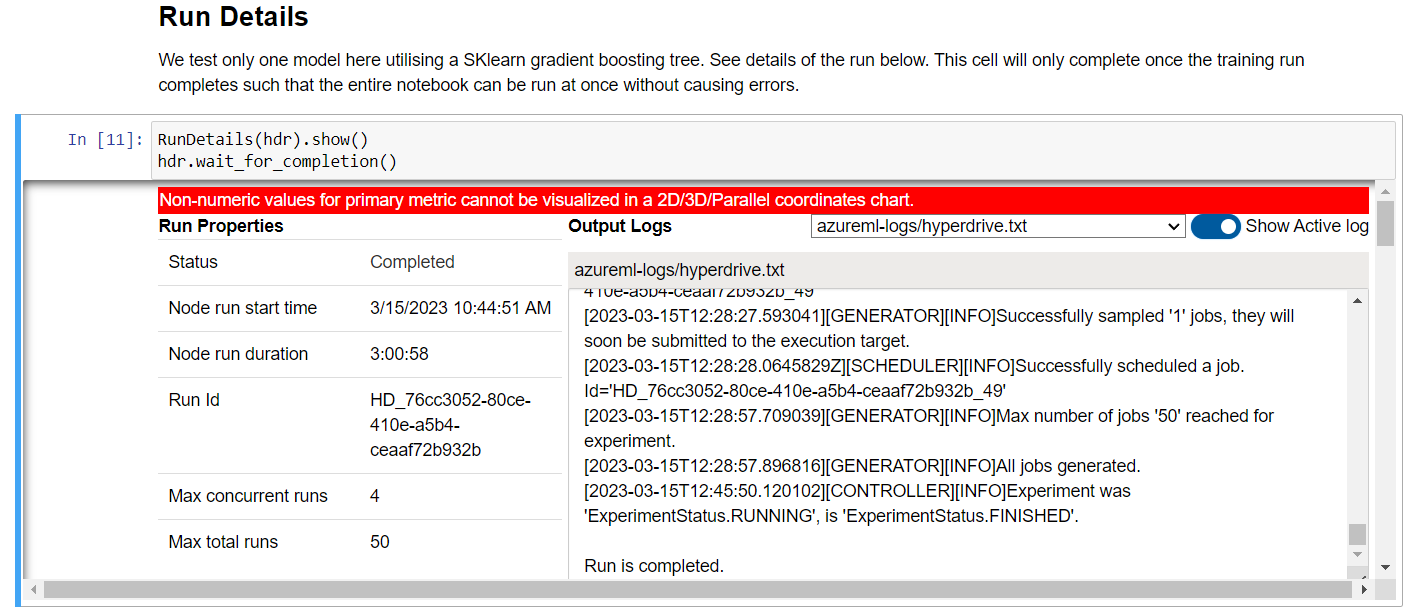 Run Details
We test only one model here utilising a SKlearn gradient boosting tree. See details of the run below. This cell will only complete once the training run
completes such that the entire notebook can be run at once without causing errors.
In [11]:
RunDetails(hdr).show()
hdr.wait_for_completion()
Non-numeric values for primary metric cannot be visualized in a 2D/3D/Parallel coordinates chart.
Run Properties
Status Completed
Node run start time 3/15/2023 10:44:51 AM
Node run duration 3:00:58
Run Id HD_76cc3052-80ce-
410e-a5b4-
ceaaf72b932b
Max concurrent runs 4
Max total runs 50
Output Logs
azureml-logs/hyperdrive.txt
Show Active log
azureml-logs/hyperdrive.txt
410e-a5b4-ceaaf72b932b_49
[2023-03-15T12:28:27.593041][GENERATOR][INFO]Successfully sampled '1' jobs, they will
soon be submitted to the execution target.
[2023-03-15T12:28:28.0645829Z][SCHEDULER][INFO]Successfully scheduled a job.
Id='HD_76cc3052-80ce-410e-a5b4-ceaaf72b932b_49'
[2023-03-15T12:28:57.709039][GENERATOR][INFO]Max number of jobs '50' reached for
experiment.
[2023-03-15T12:28:57.896816][GENERATOR][INFO]All jobs generated.
[2023-03-15T12:45:50.120102][CONTROLLER][INFO]Experiment was
'ExperimentStatus.RUNNING', is 'ExperimentStatus.FINISHED'.
Run is completed.